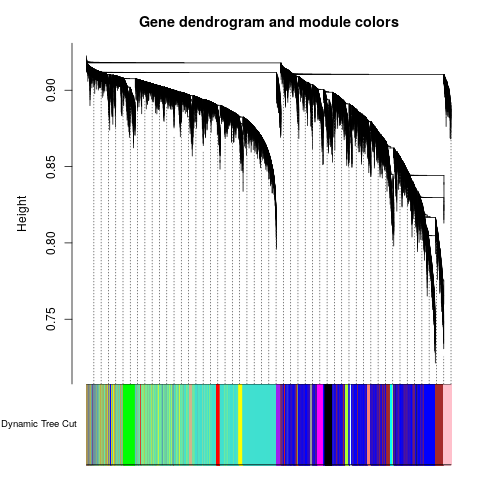 Gene dendrogram and module colors
Height
0.90
0.85
0.80
0.75
Dynamic Tree Cut